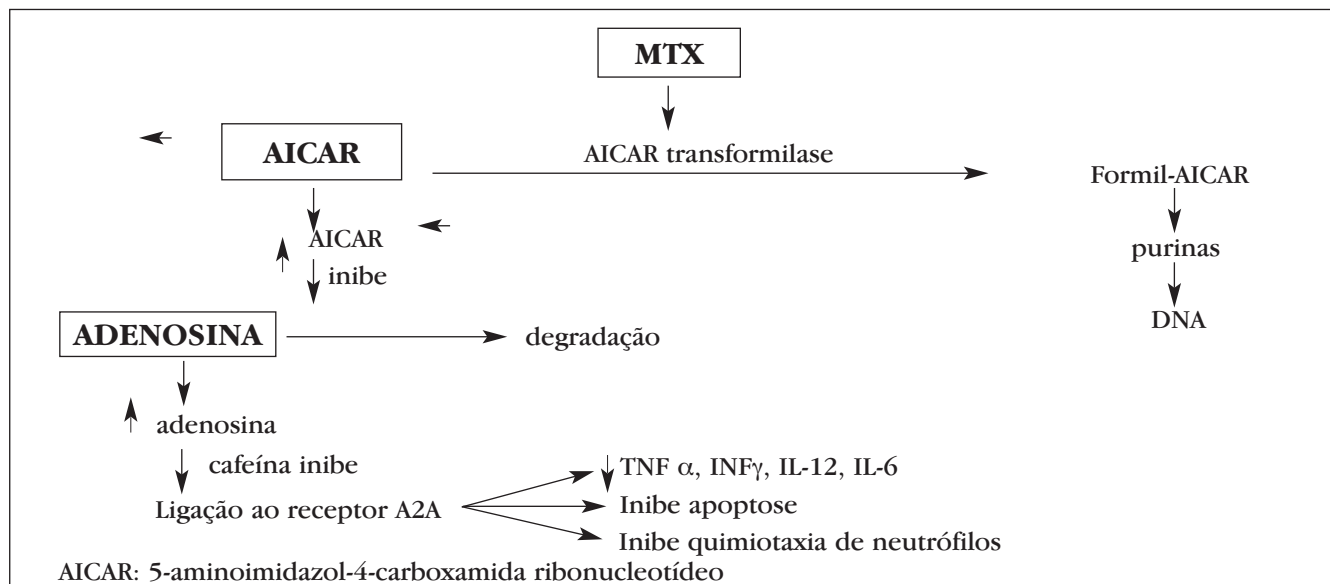 MTX
AICAR
AICAR transformilase
Formil-AICAR
AICAR
inibe
purinas
DNA
ADENOSINA
degradação
adenosina
cafeína inibe
TNF α, INFγ, IL-12, IL-6
Ligação ao receptor A2A
Inibe apoptose
Inibe quimiotaxia de neutrófilos
AICAR: 5-aminoimidazol-4-carboxamida ribonucleotídeo